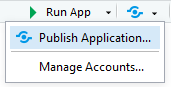 Run App
Publish Application...
Manage Accounts...